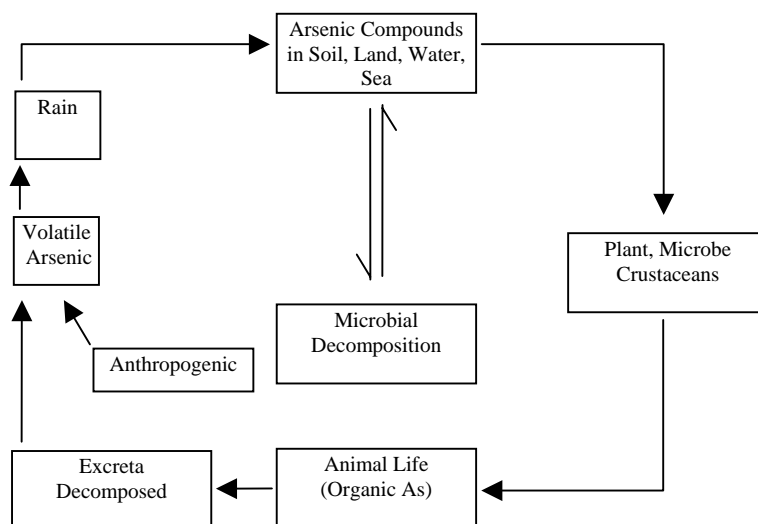 Arsenic Compounds
in Soil, Land, Water,
Sea
Rain
Volatile
Arsenic
Plant, Microbe
Crustaceans
Microbial
Decomposition
Anthropogenic
Excreta
Decomposed
Animal Life
(Organic As)